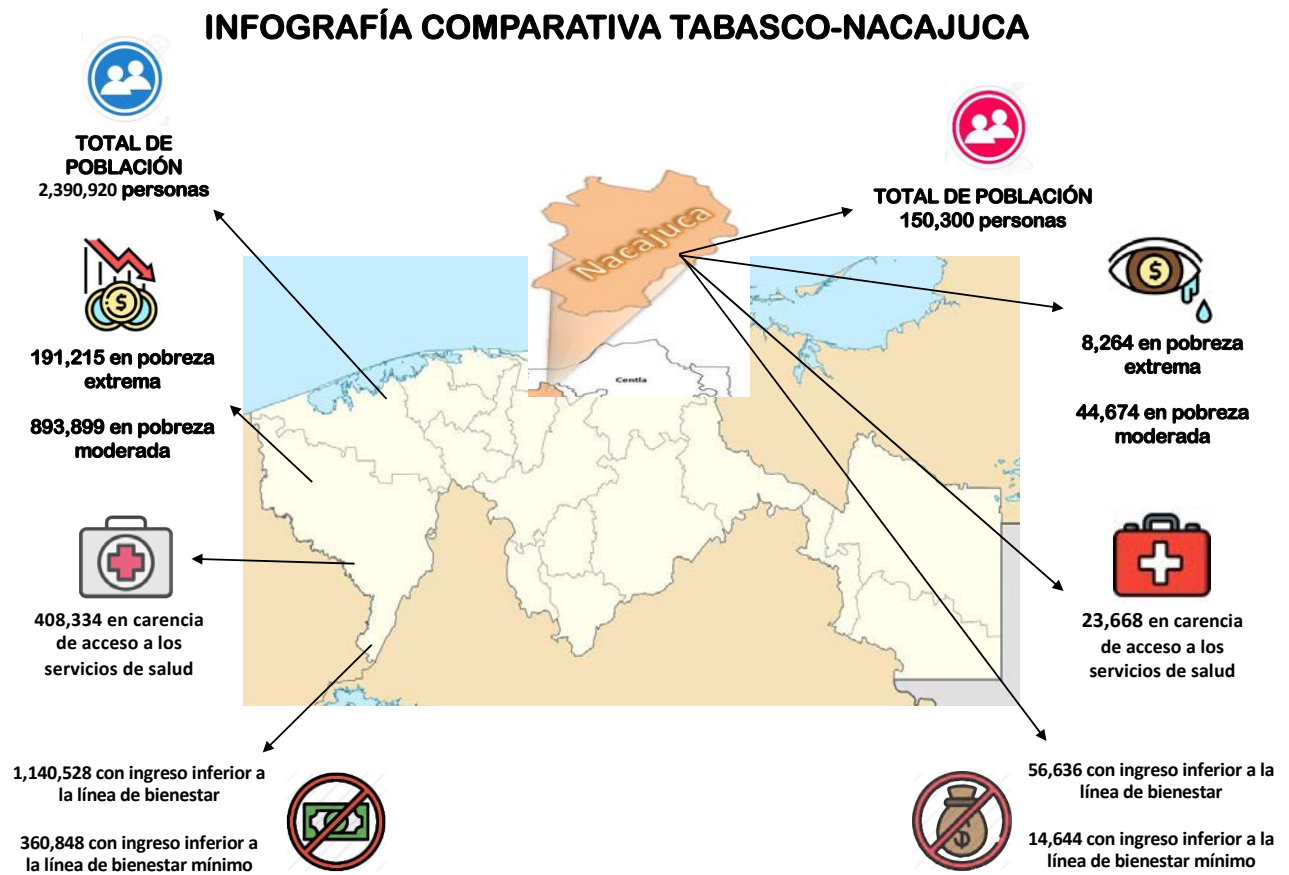 INFOGRAFÍA COMPARATIVA TABASCO-NACAJUCA
TOTAL DE
POBLACIÓN
2,390,920 personas
191,215 en pobreza
extrema
893,899 en pobreza
moderada
408,334 en carencia
de acceso a los
servicios de salud
1,140,528 con ingreso inferior a
la línea de bienestar
360,848 con ingreso inferior a
la línea de bienestar mínimo
Nacajuca
Centla
TOTAL DE POBLACIÓN
150,300 personas
8,264 en pobreza
extrema
44,674 en pobreza
moderada
23,668 en carencia
de acceso a los
servicios de salud
56,636 con ingreso inferior a la
línea de bienestar
14,644 con ingreso inferior a la
línea de bienestar mínimo